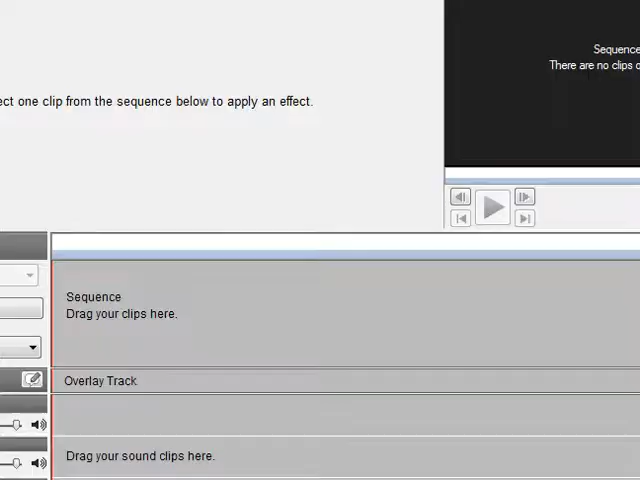 Sequence
There are no clips
ect one clip from the sequence below to apply an effect.
Sequence
Drag your clips here.
Overlay Track
Drag your sound clips here.